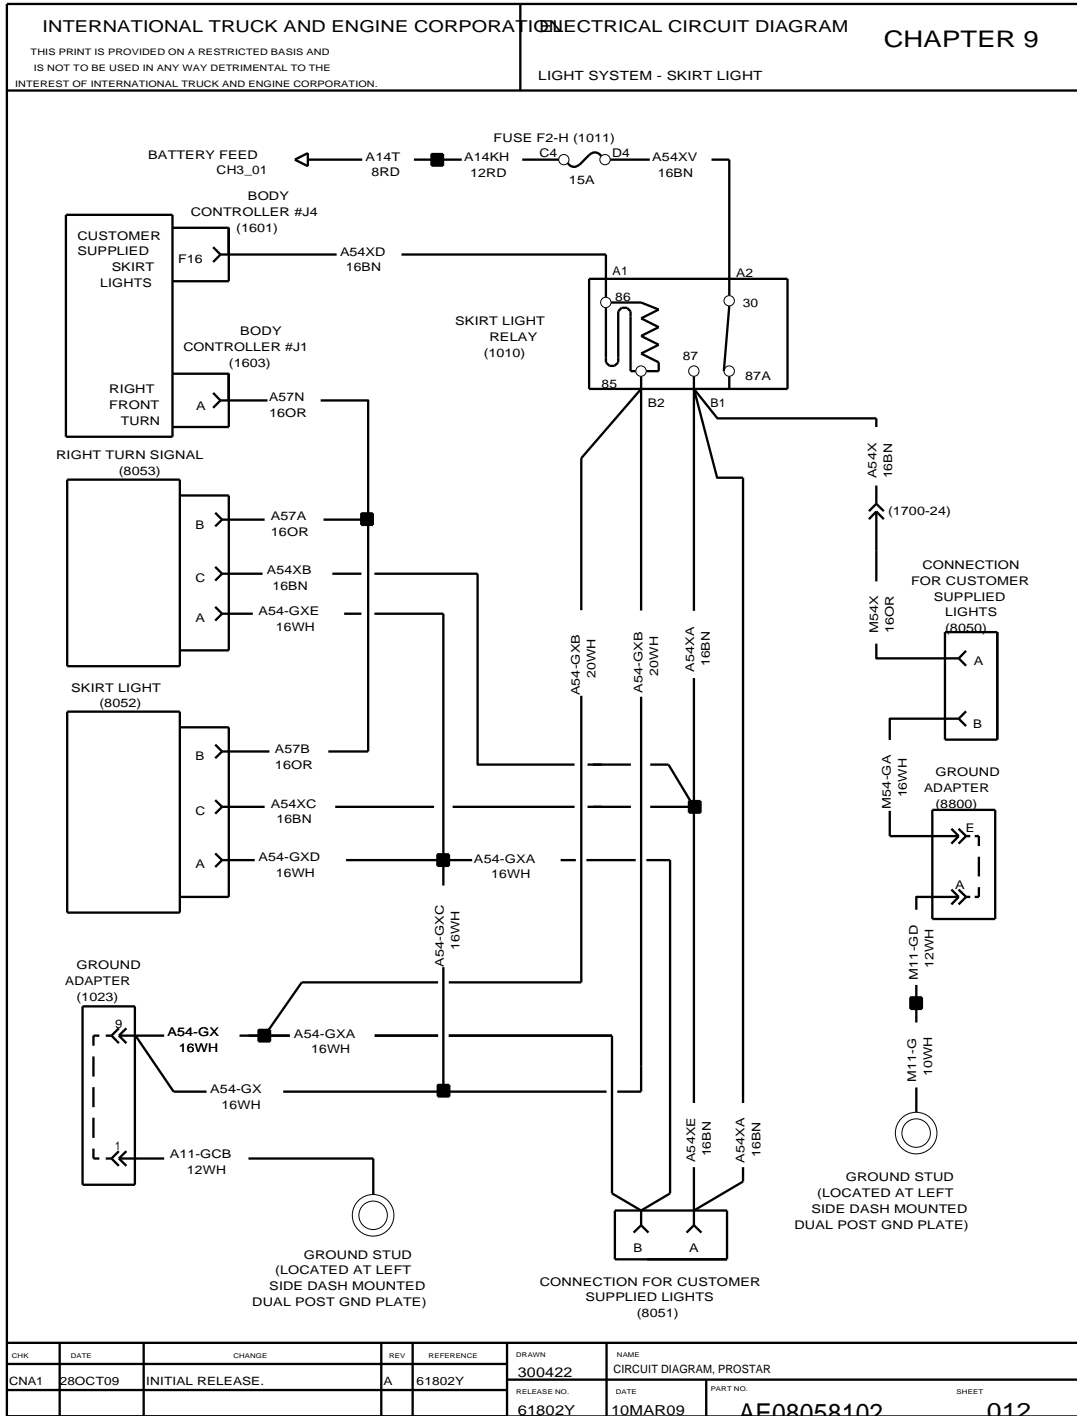 INTERNATIONAL TRUCK AND ENGINE CORPORATION
THIS PRINT IS PROVIDED ON A RESTRICTED BASIS AND
IS NOT TO BE USED IN ANY WAY DETRIMENTAL TO THE
INTEREST OF INTERNATIONAL TRUCK AND ENGINE CORPORATION.
ELECTRICAL CIRCUIT DIAGRAM
LIGHT SYSTEM - SKIRT LIGHT
CHAPTER 9
BATTERY FEED
CH3_01
A14T
8RD
A14KH
12RD
FUSE F2-H (1011)
C4
D4
15A
A54XV
16BN
BODY
CONTROLLER #J4
(1601)
CUSTOMER
SUPPLIED
SKIRT
LIGHTS
F16
A54XD
16BN
A1
A2
86
30
SKIRT LIGHT
RELAY
(1010)
87
87A
85
B2
B1
BODY
CONTROLLER #J1
(1603)
RIGHT
FRONT
TURN
A
A57N
16OR
RIGHT TURN SIGNAL
(8053)
B
A57A
16OR
C
A54XB
16BN
A
A54-GXE
16WH
A54X
16BN
(1700-24)
M54X
16OR
CONNECTION
FOR CUSTOMER
SUPPLIED
LIGHTS
(8050)
A
B
A54-GXB
20WH
A54-GXB
20WH
A54XA
16BN
SKIRT LIGHT
(8052)
B
A57B
16OR
C
A54XC
16BN
A
A54-GXD
16WH
A54-GXA
16WH
A54-GXC
16WH
M54-GA
16WH
GROUND
ADAPTER
(8800)
E
A
M11-GD
12WH
M11-G
10WH
GROUND STUD
(LOCATED AT LEFT
SIDE DASH MOUNTED
DUAL POST GND PLATE)
GROUND
ADAPTER
(1023)
9
A54-GX
16WH
A54-GXA
16WH
A54-GX
16WH
1
A11-GCB
12WH
GROUND STUD
(LOCATED AT LEFT
SIDE DASH MOUNTED
DUAL POST GND PLATE)
A54XE
16BN
A54XA
16BN
B
A
CONNECTION FOR CUSTOMER
SUPPLIED LIGHTS
(8051)
CHK
DATE
CHANGE
REV
REFERENCE
CNA1
28OCT09
INITIAL RELEASE.
A
61802Y
DRAWN
300422
NAME
CIRCUIT DIAGRAM, PROSTAR
RELEASE NO.
61802Y
DATE
10MAR09
PART NO.
AE08058102
SHEET
012